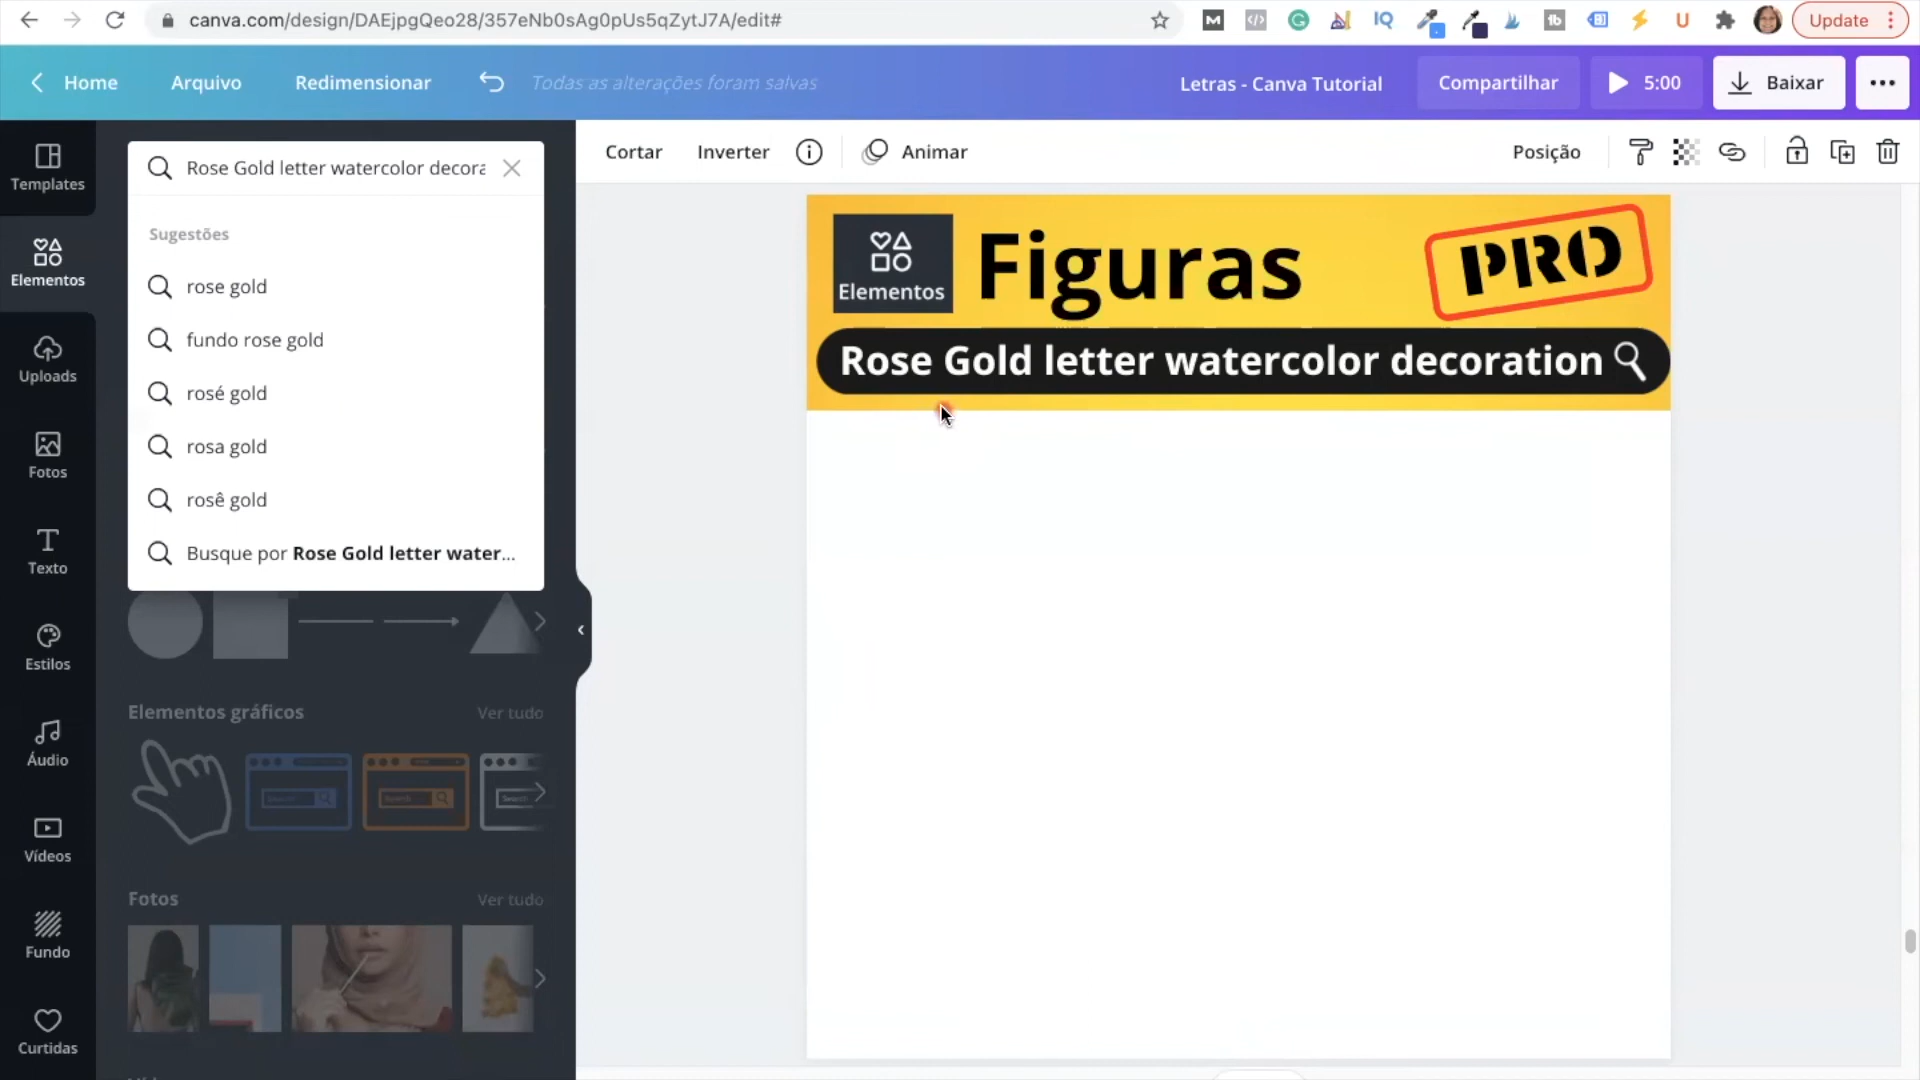 canva.com/design/DAEjpgQeo28/357eNb0sAg0pUs5qZytJ7A/edit#
Update
Home
Arquivo
Redimensionar
Todas as alterações foram salvas
Letras - Canva Tutorial
Compartilhar
5:00
Baixar
Templates
Elementos
Uploads
Fotos
Texto
Estilos
Áudio
Vídeos
Fundo
Curtidas
Rose Gold letter watercolor decora
Sugestões
rose gold
fundo rose gold
rosé gold
rosa gold
rosê gold
Busque por Rose Gold letter water...
Elementos gráficos
Ver tudo
Fotos
Ver tudo
Cortar
Inverter
Animar
Posição
Elementos
Figuras
PRO
Rose Gold letter watercolor decoration